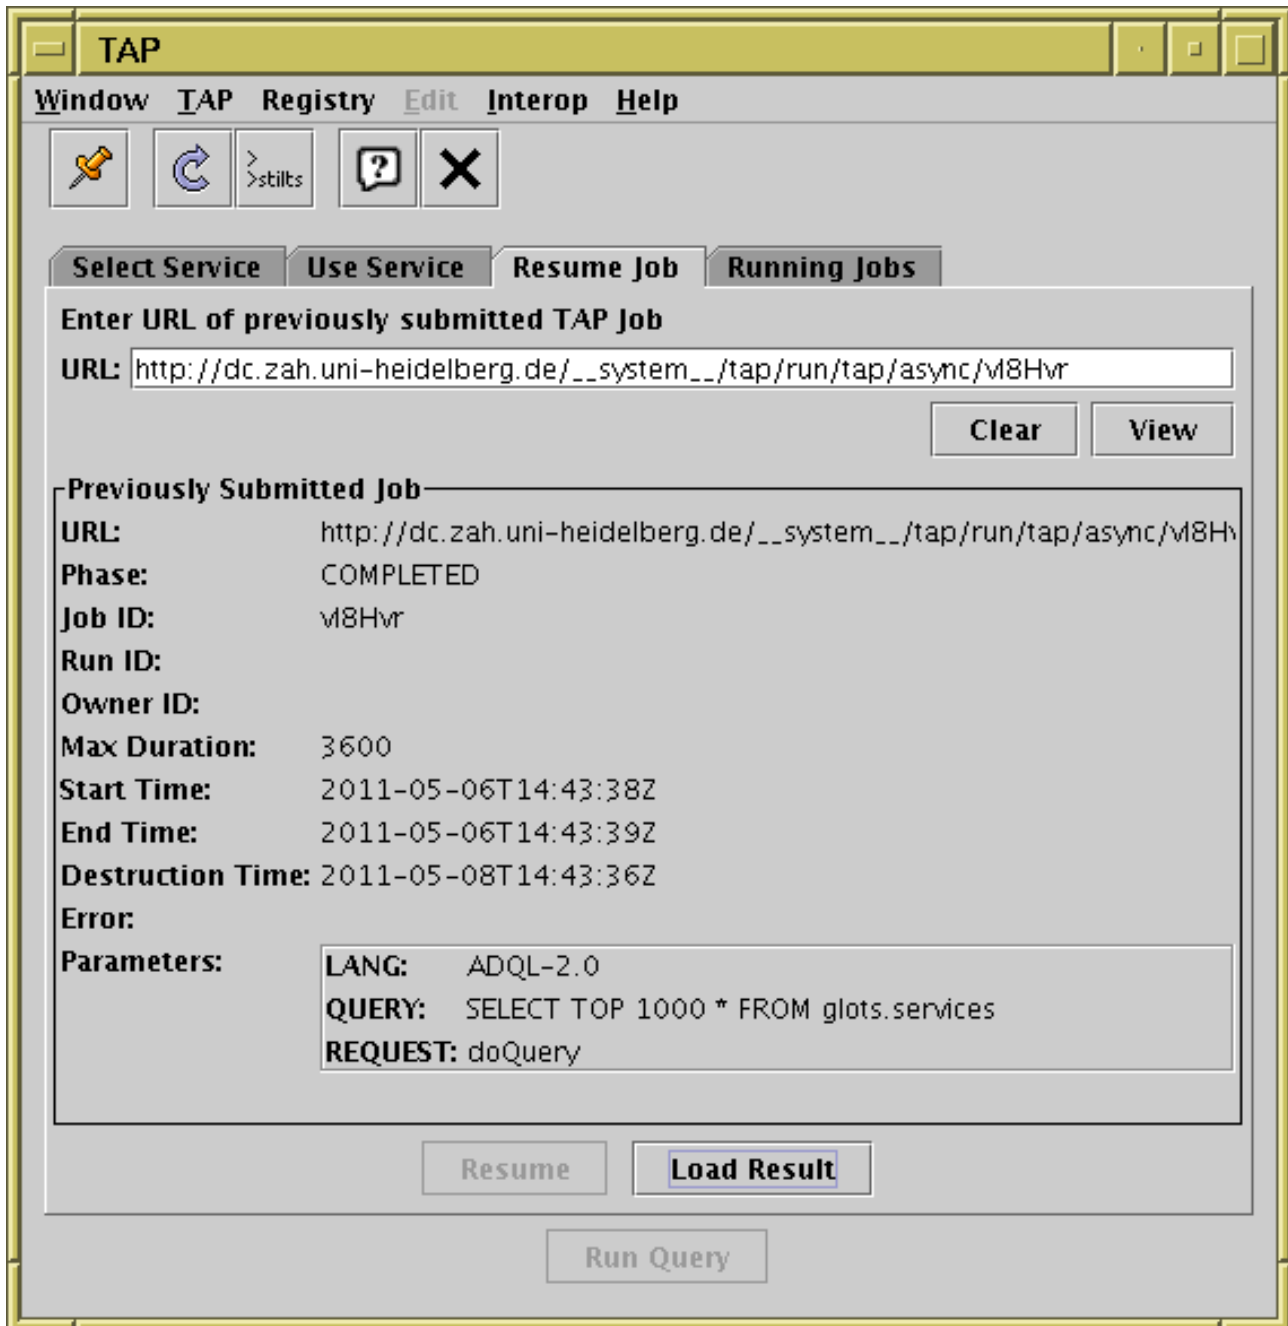 TAP
Window TAP Registry Edit Interop Help
>
>stilts
?
Select Service Use Service Resume Job Running Jobs
Enter URL of previously submitted TAP Job
URL: http://dc.zah.uni-heidelberg.de/__system__/tap/run/tap/async/vl8Hvr
Clear View
Previously Submitted Job
URL: http://dc.zah.uni-heidelberg.de/__system__/tap/run/tap/async/vl8Hv
Phase: COMPLETED
Job ID: vl8Hvr
Run ID:
Owner ID:
Max Duration: 3600
Start Time: 2011-05-06T14:43:38Z
End Time: 2011-05-06T14:43:39Z
Destruction Time: 2011-05-08T14:43:36Z
Error:
Parameters: LANG: ADQL-2.0
QUERY: SELECT TOP 1000 * FROM glots.services
REQUEST: doQuery
Resume Load Result
Run Query